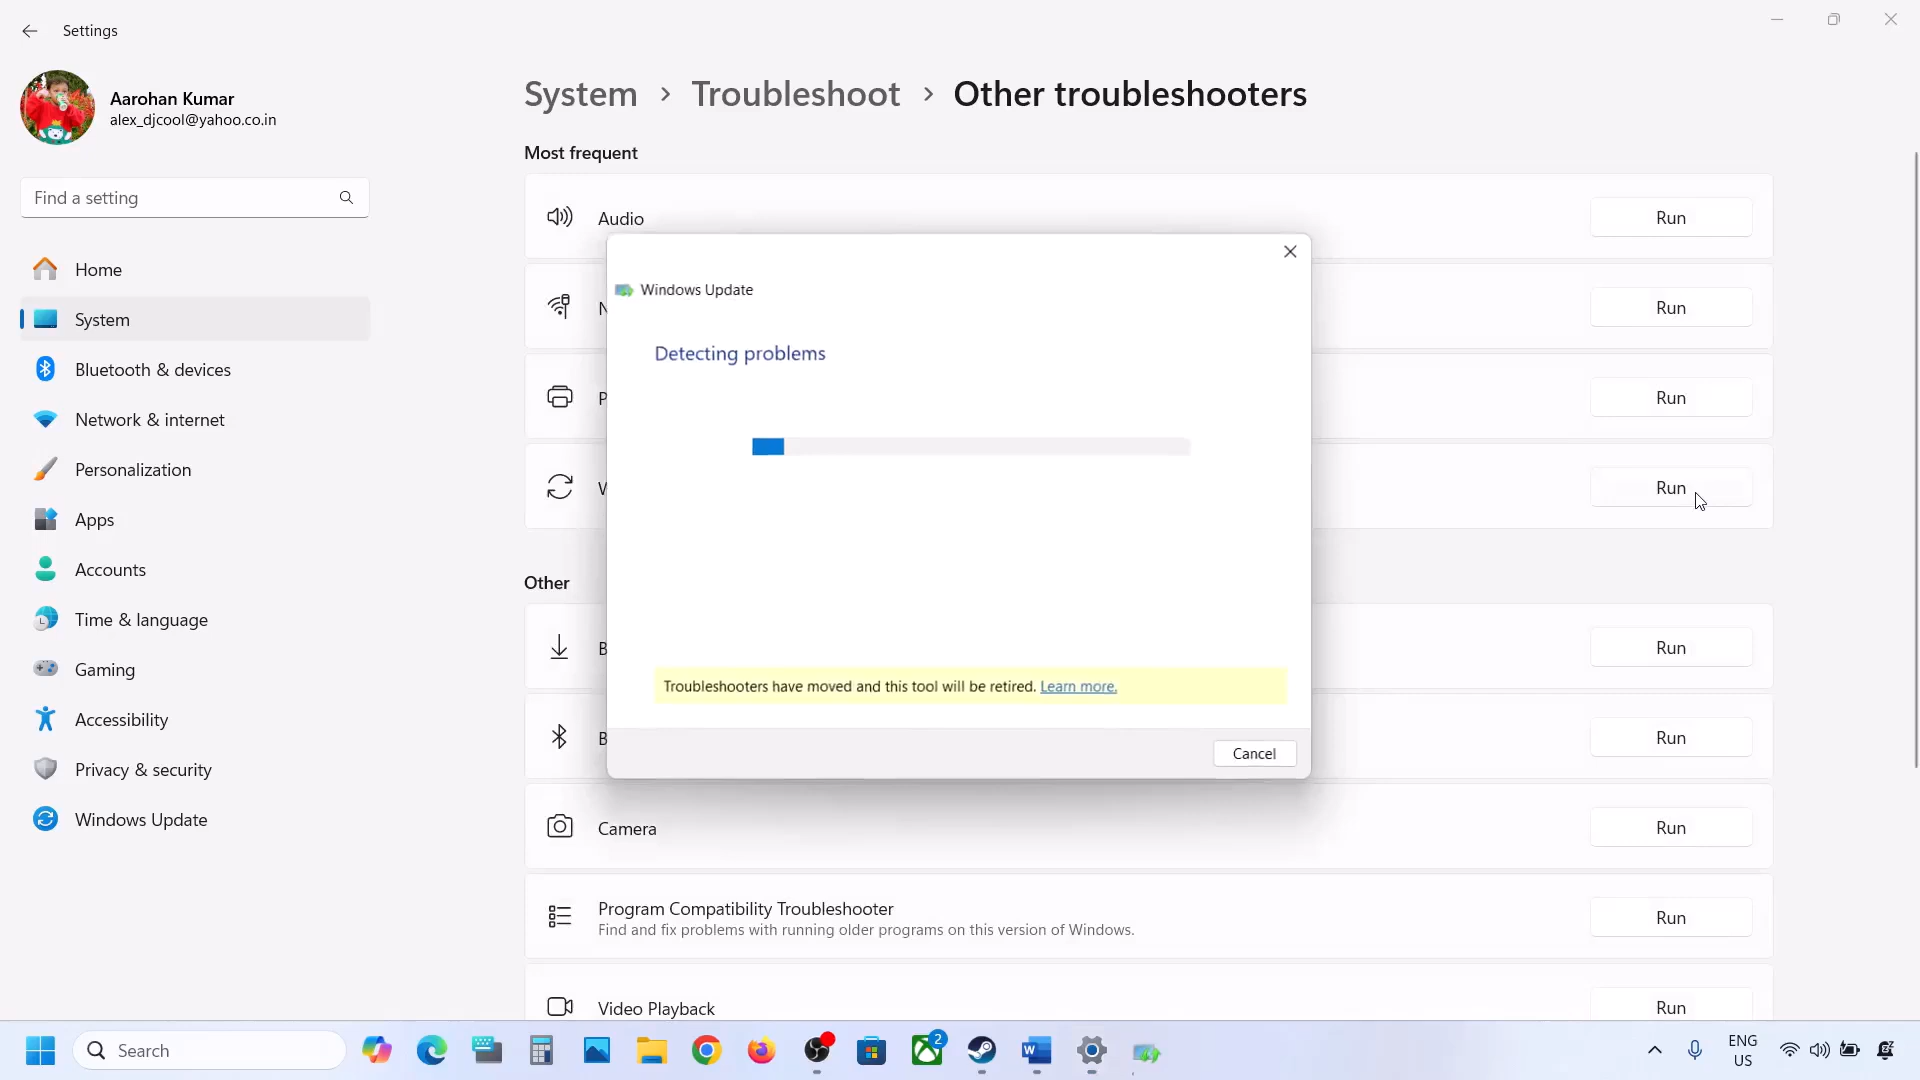 Settings
Aarohan Kumar
alex_djcool@yahoo.co.in
Find a setting
Home
System
Bluetooth & devices
Network & internet
Personalization
Apps
Accounts
Time & language
Gaming
Accessibility
Privacy & security
Windows Update
System > Troubleshoot > Other troubleshooters
Most frequent
Audio
Run
N
Run
P
Run
W
Run
Windows Update
Detecting problems
Troubleshooters have moved and this tool will be retired. Learn more.
Cancel
Other
B
Run
B
Run
Camera
Run
Program Compatibility Troubleshooter
Find and fix problems with running older programs on this version of Windows.
Run
Video Playback
Run
Search
2
ENG
US